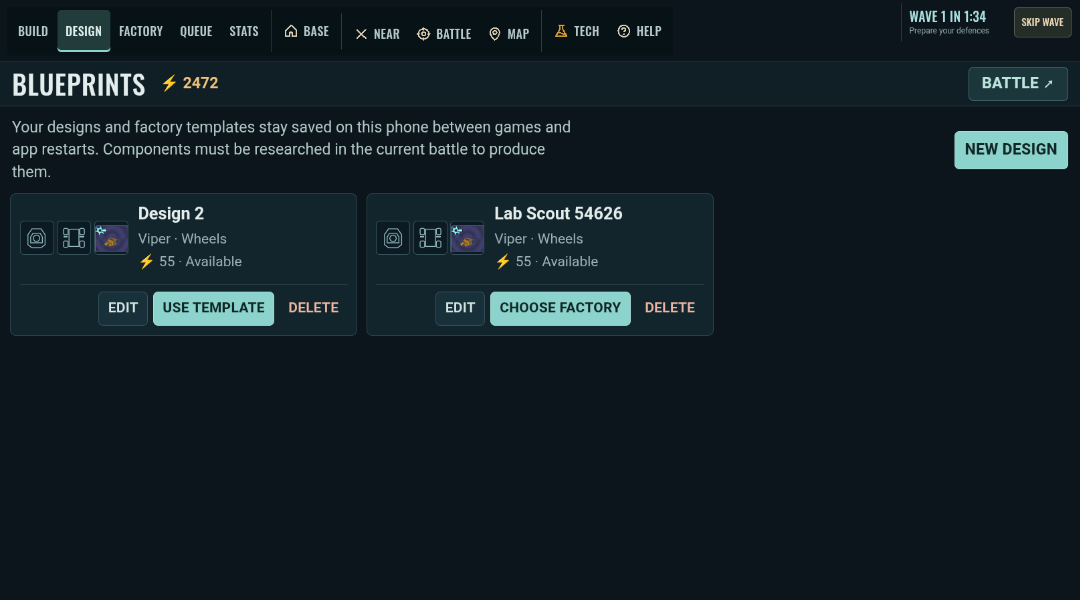 BUILD DESIGN FACTORY QUEUE STATS BASE NEAR BATTLE MAP TECH HELP
WAVE 1 IN 1:34
Prepare your defences
SKIP WAVE
BLUEPRINTS ⚡ 2472
BATTLE ↗
Your designs and factory templates stay saved on this phone between games and
app restarts. Components must be researched in the current battle to produce
them.
NEW DESIGN
Design 2
Viper · Wheels
⚡ 55 · Available
EDIT USE TEMPLATE DELETE
Lab Scout 54626
Viper · Wheels
⚡ 55 · Available
EDIT CHOOSE FACTORY DELETE